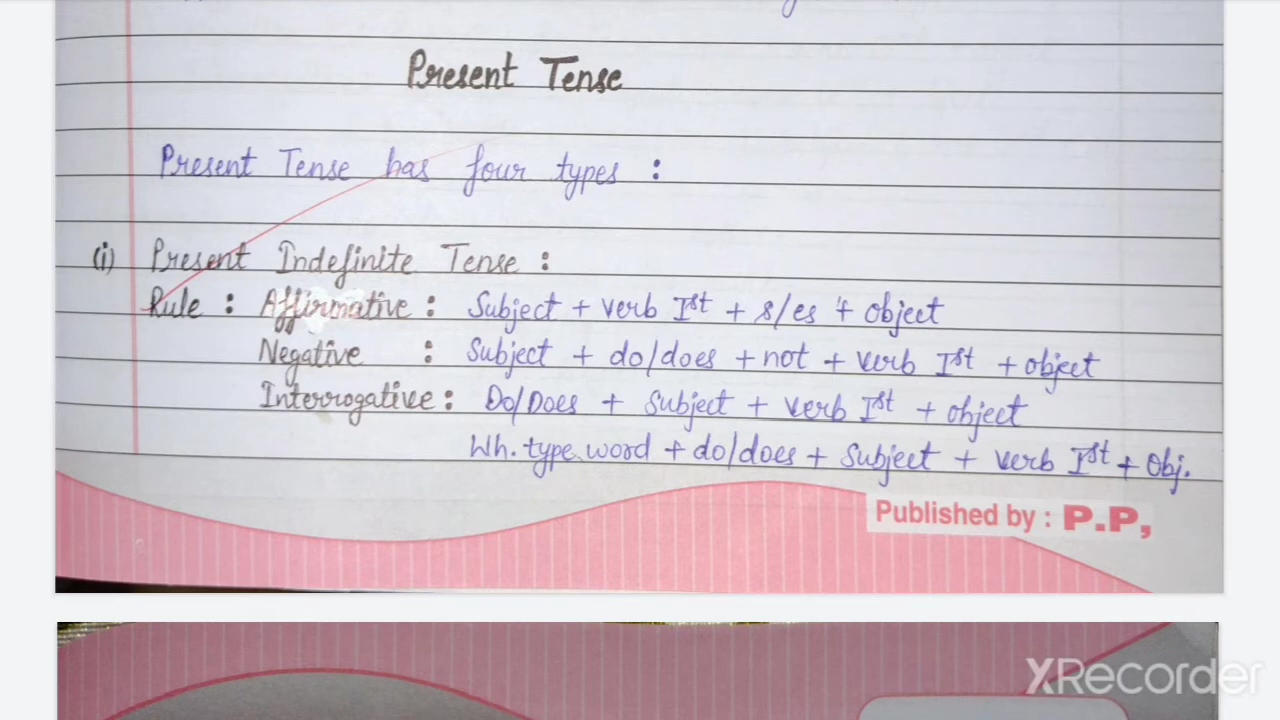 Present Tense
Present Tense has four types :
(i) Present Indefinite Tense :
Rule : Affirmative : Subject + verb Ist + s/es + object
Negative : Subject + do/does + not + verb Ist + object
Interrogative : Do/Does + Subject + verb Ist + object
Wh. type word + do/does + Subject + verb Ist + Obj.
Published by : P.P,
XRecorder